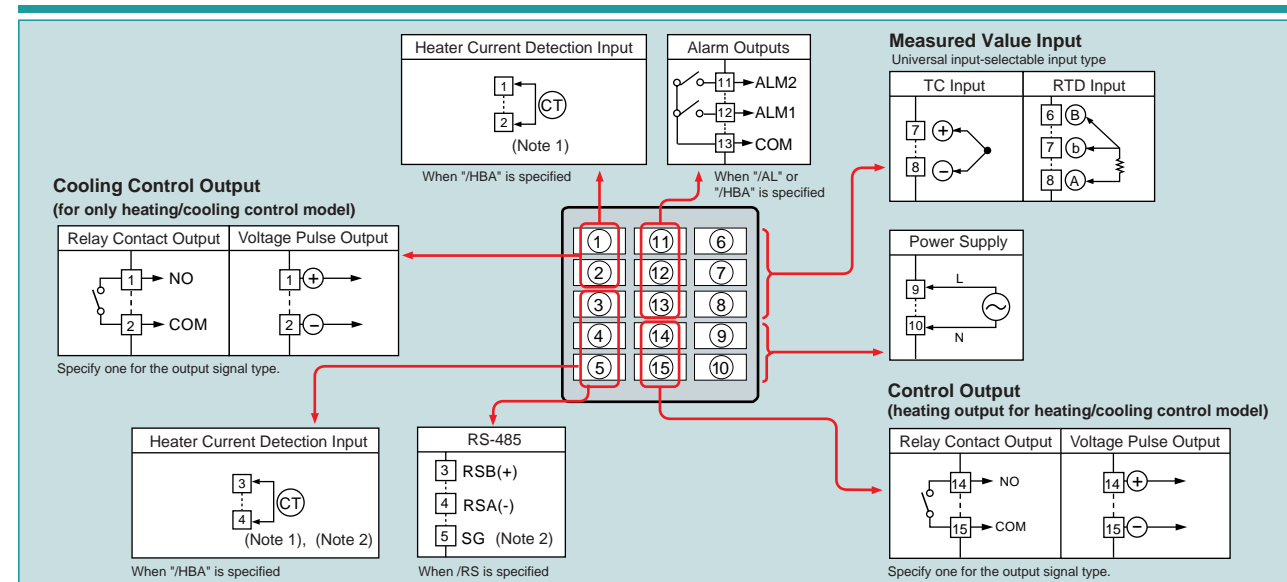 Heater Current Detection Input
1
CT
2
(Note 1)
When "/HBA" is specified
Alarm Outputs
11 ALM2
12 ALM1
13 COM
When "/AL" or
"/HBA" is specified
Measured Value Input
Universal input-selectable input type
TC Input
7 +
8 −
RTD Input
6 B
7 b
8 A
Cooling Control Output
(for only heating/cooling control model)
Relay Contact Output
1 NO
2 COM
Voltage Pulse Output
1 +
2 −
Specify one for the output signal type.
① ⑪ ⑥
② ⑫ ⑦
③ ⑬ ⑧
④ ⑭ ⑨
⑤ ⑮ ⑩
Power Supply
9 L
10 N
Heater Current Detection Input
3
CT
4
(Note 1), (Note 2)
When "/HBA" is specified
RS-485
3 RSB(+)
4 RSA(-)
5 SG (Note 2)
When /RS is specified
Control Output
(heating output for heating/cooling control model)
Relay Contact Output
14 NO
15 COM
Voltage Pulse Output
14 +
15 −
Specify one for the output signal type.